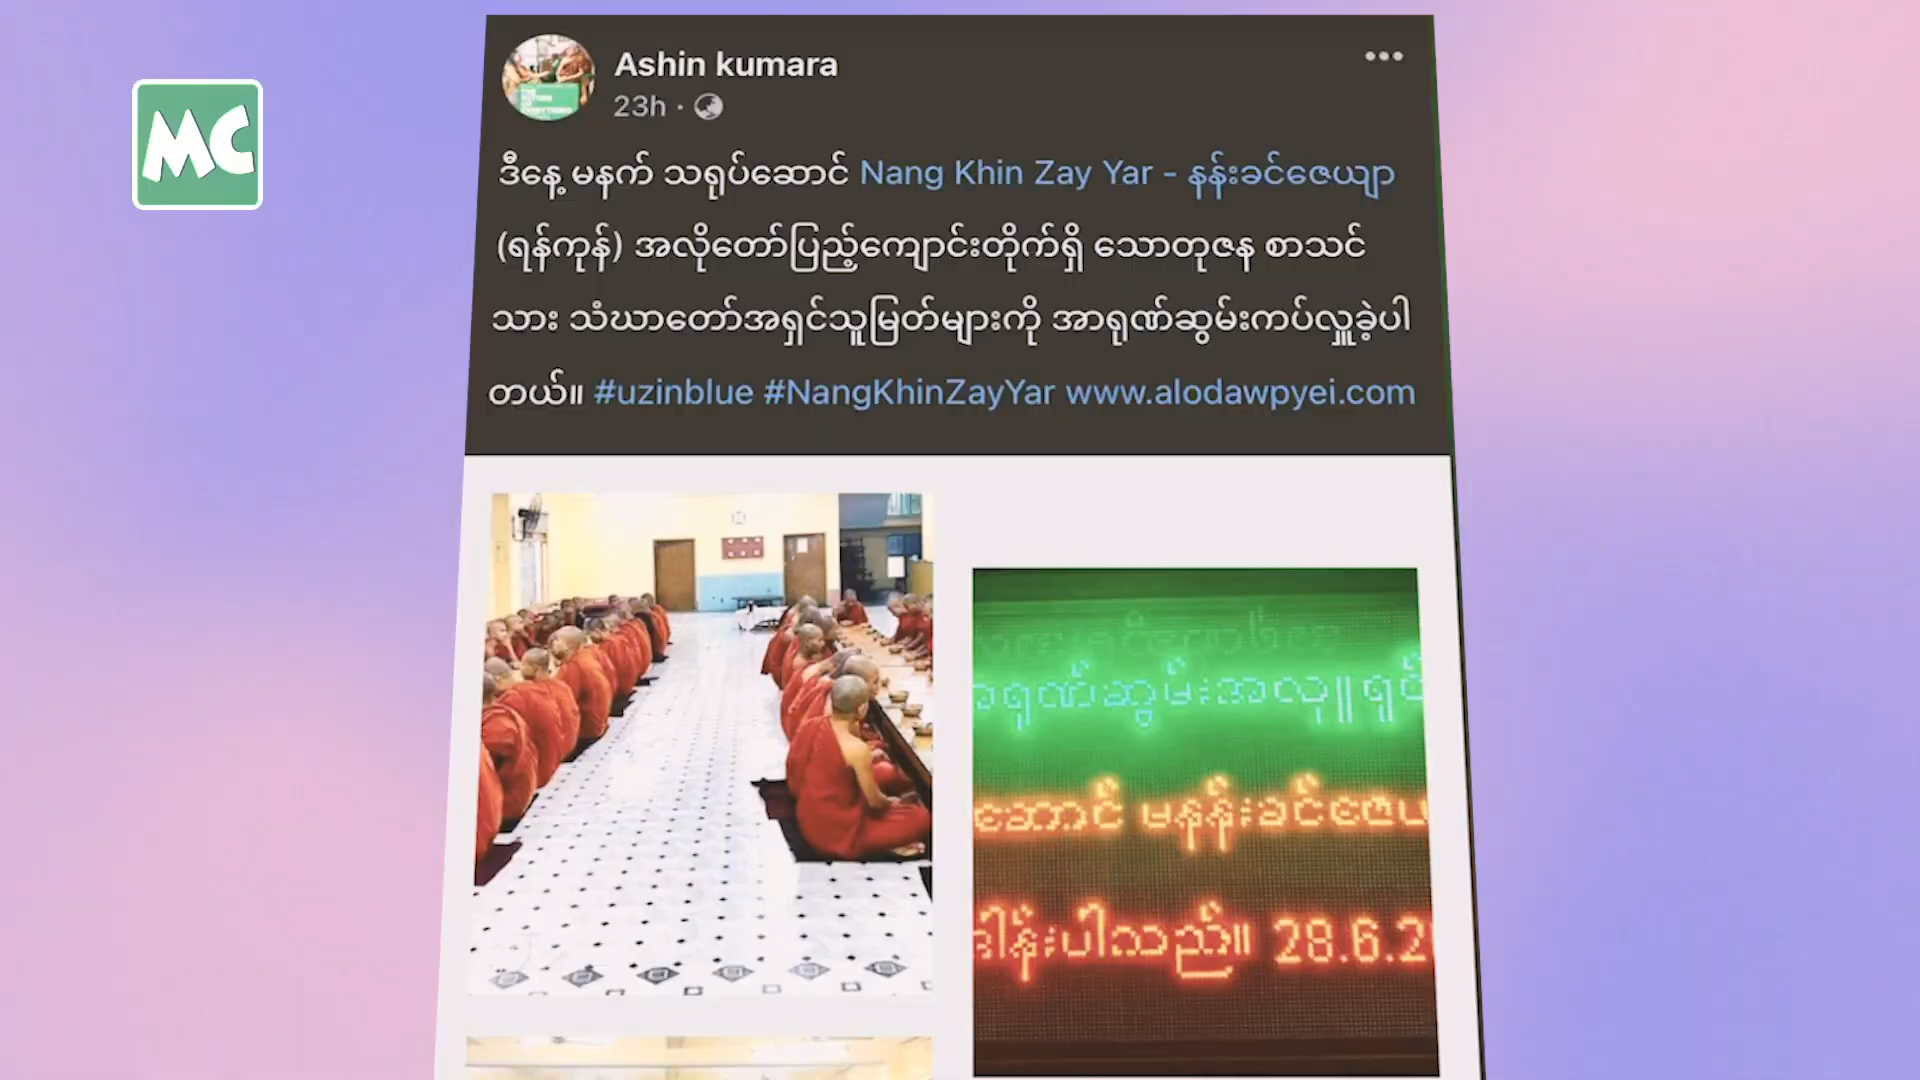 MC
Ashin kumara
23h ·
ဒီနေ့ မနက် သရုပ်ဆောင် Nang Khin Zay Yar - နန်းခင်ဇေယျာ
(ရန်ကုန်) အလိုတော်ပြည့်ကျောင်းတိုက်ရှိ သောတုဇန စာသင်
သား သံဃာတော်အရှင်သူမြတ်များကို အာရုဏ်ဆွမ်းကပ်လှူခဲ့ပါ
တယ်။ #uzinblue #NangKhinZayYar www.alodawpyei.com
ရုဏ်ဆွမ်းအလှူ
ဆောင် မနန်းခင်ဇေယ
ပါသည်။ 28.6.2